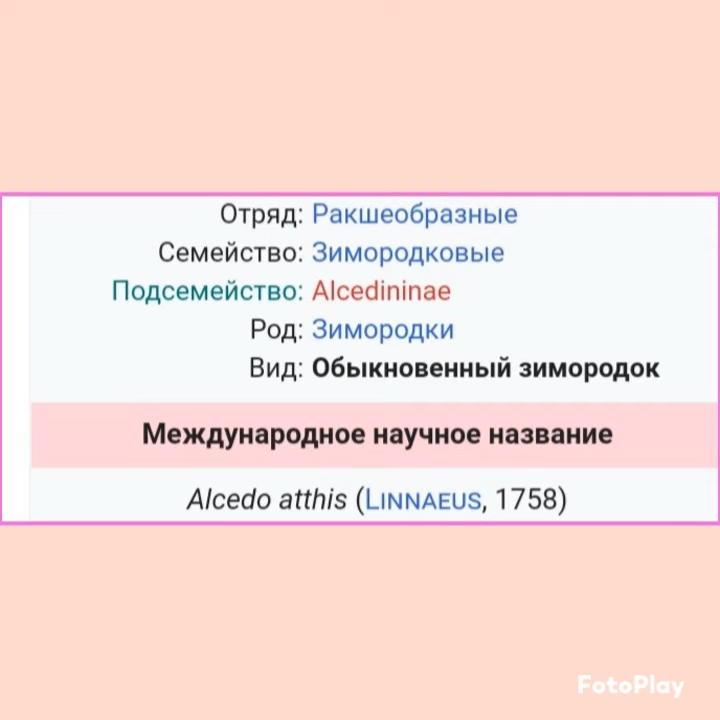 Отряд: Ракшеобразные
Семейство: Зимородковые
Подсемейство: Alcedininae
Род: Зимородки
Вид: Обыкновенный зимородок
Международное научное название
Alcedo atthis (LINNAEUS, 1758)
FotoPlay